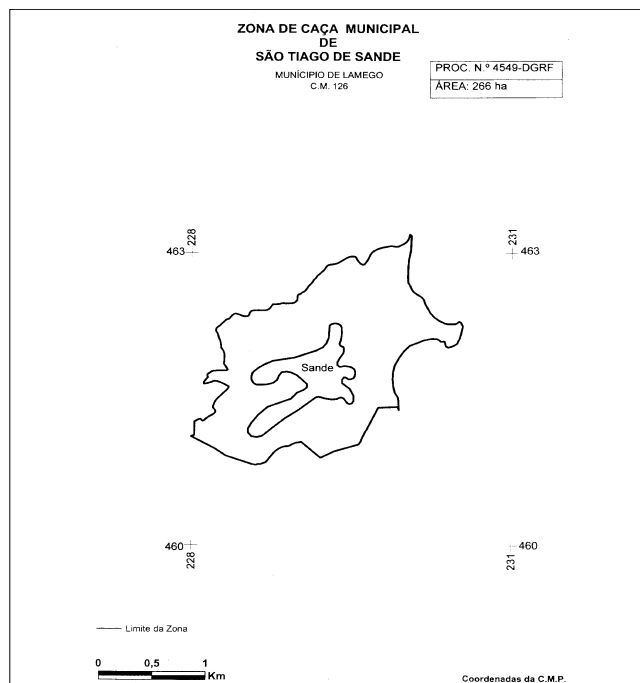 ZONA DE CAÇA MUNICIPAL
DE
SÃO TIAGO DE SANDE
MUNÍCIPIO DE LAMEGO
C.M. 126
PROC. N.º 4549-DGRF
ÁREA: 266 ha
228
231
463
463
Sande
460
460
228
231
Limite da Zona
0 0,5 1
Km
Coordenadas da C.M.P.